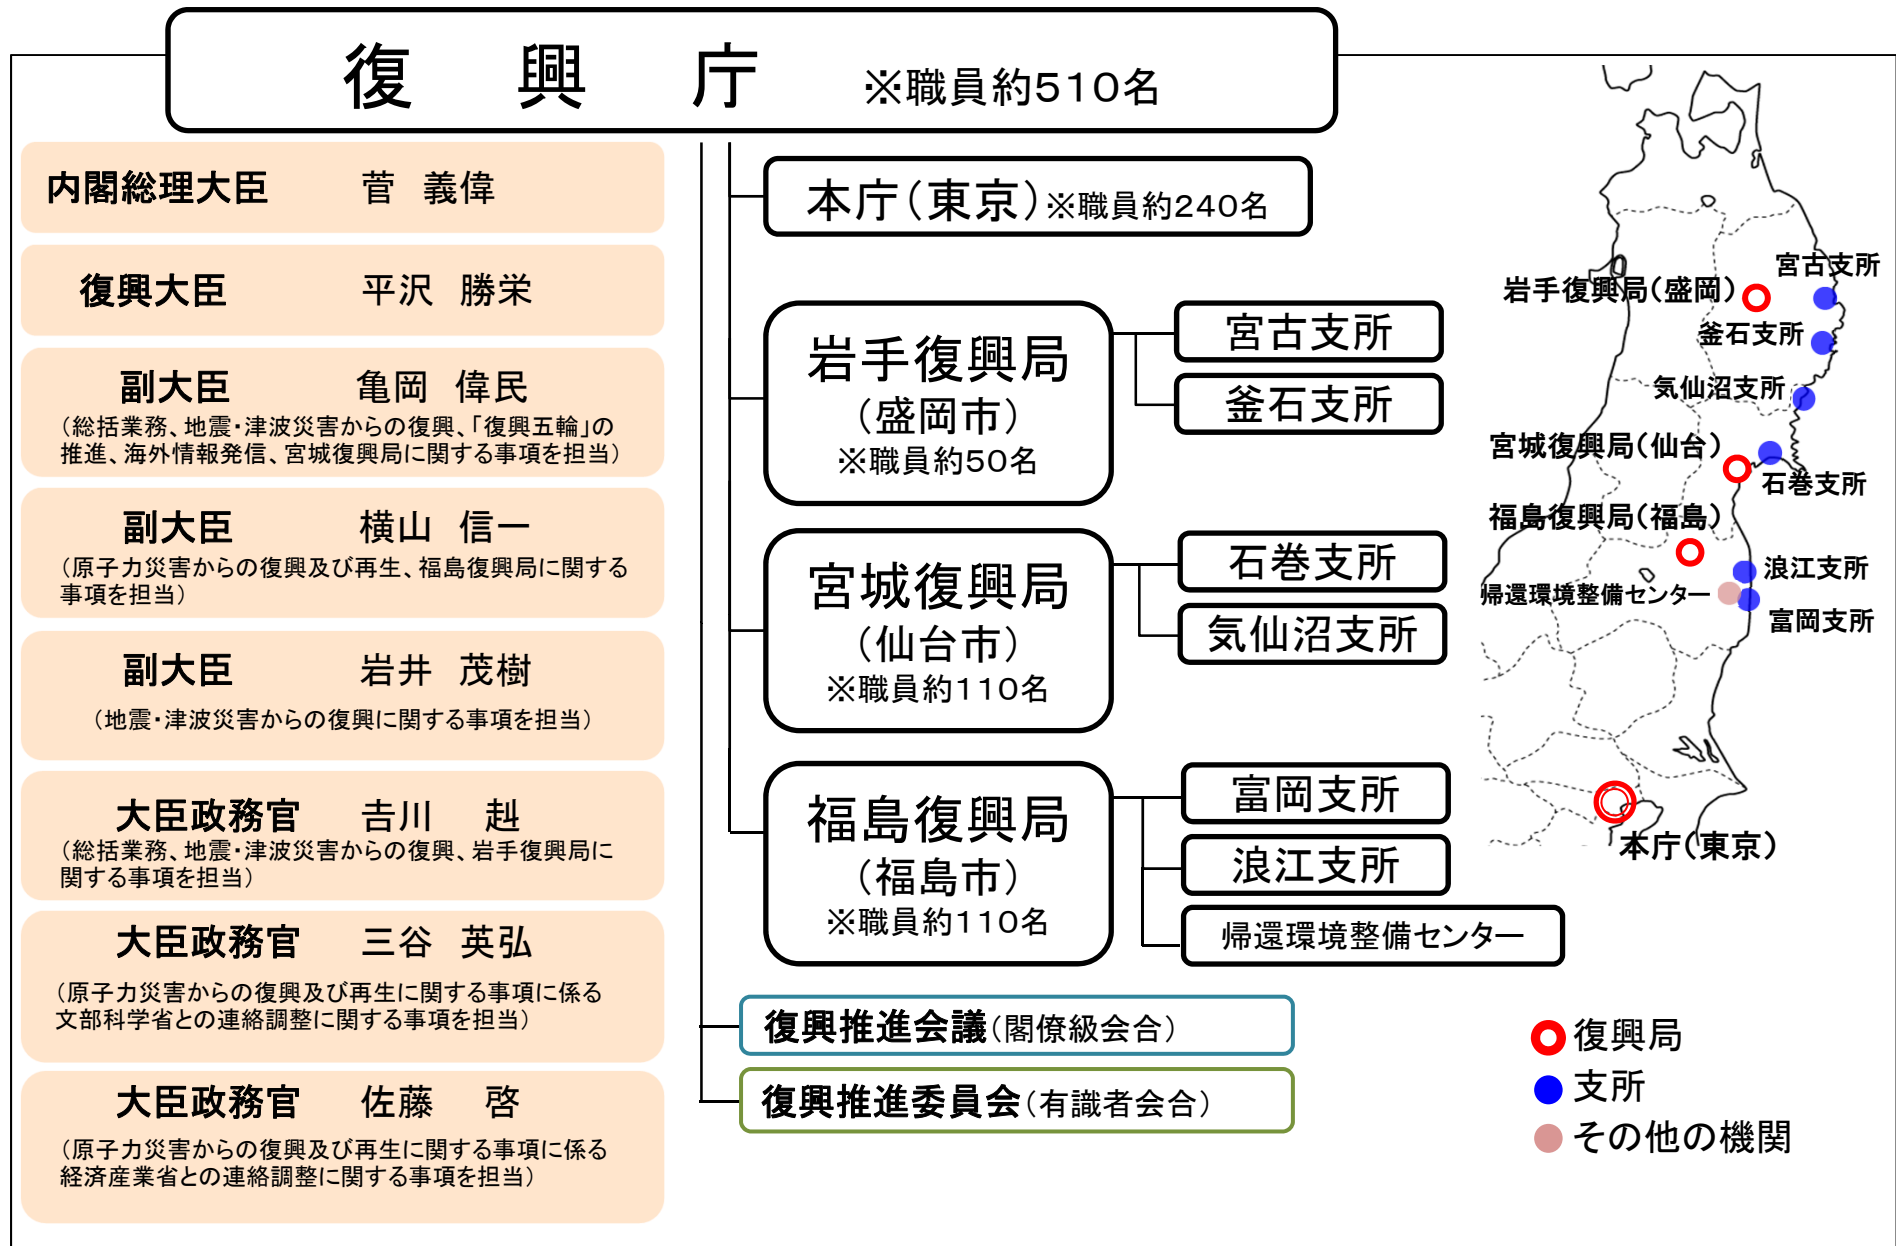 復興庁 ※職員約510名
内閣総理大臣 菅 義偉
復興大臣 平沢 勝栄
副大臣 亀岡 偉民
（総括業務、地震・津波災害からの復興、「復興五輪」の
推進、海外情報発信、宮城復興局に関する事項を担当）
副大臣 横山 信一
（原子力災害からの復興及び再生、福島復興局に関する
事項を担当）
副大臣 岩井 茂樹
（地震・津波災害からの復興に関する事項を担当）
大臣政務官 𠮷川 赳
（総括業務、地震・津波災害からの復興、岩手復興局に
関する事項を担当）
大臣政務官 三谷 英弘
（原子力災害からの復興及び再生に関する事項に係る
文部科学省との連絡調整に関する事項を担当）
大臣政務官 佐藤 啓
（原子力災害からの復興及び再生に関する事項に係る
経済産業省との連絡調整に関する事項を担当）
本庁（東京）※職員約240名
岩手復興局
（盛岡市）
※職員約50名
宮古支所
釜石支所
宮城復興局
（仙台市）
※職員約110名
石巻支所
気仙沼支所
福島復興局
（福島市）
※職員約110名
富岡支所
浪江支所
帰還環境整備センター
復興推進会議（閣僚級会合）
復興推進委員会（有識者会合）
宮古支所
岩手復興局（盛岡）
釜石支所
気仙沼支所
宮城復興局（仙台）
石巻支所
福島復興局（福島）
浪江支所
帰還環境整備センター
富岡支所
本庁（東京）
復興局
支所
その他の機関